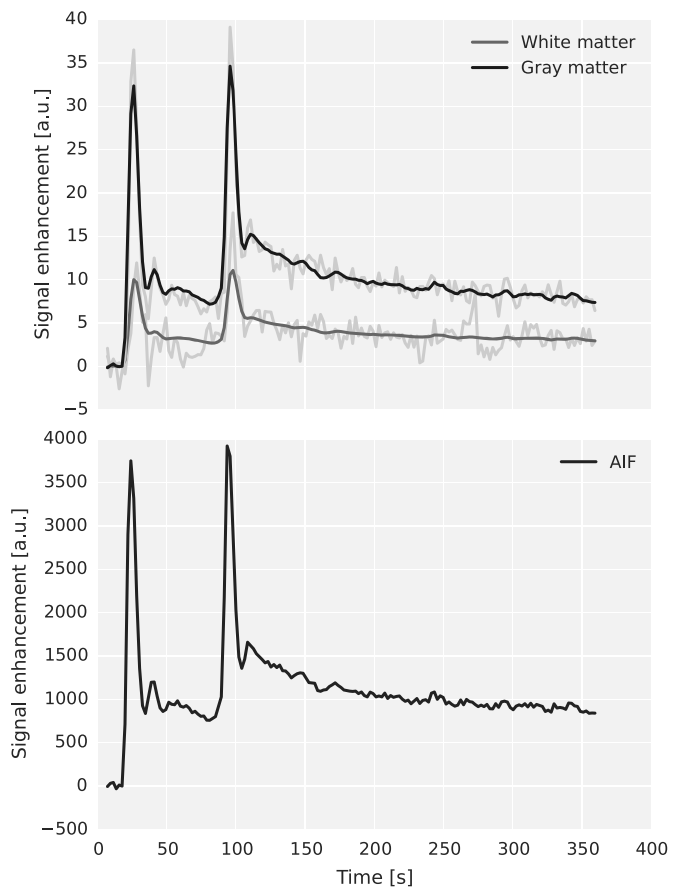 40
35
30
25
20
15
10
5
0
−5
Signal enhancement [a.u.]
White matter
Gray matter
4000
3500
3000
2500
2000
1500
1000
500
0
−500
Signal enhancement [a.u.]
AIF
0 50 100 150 200 250 300 350 400
Time [s]